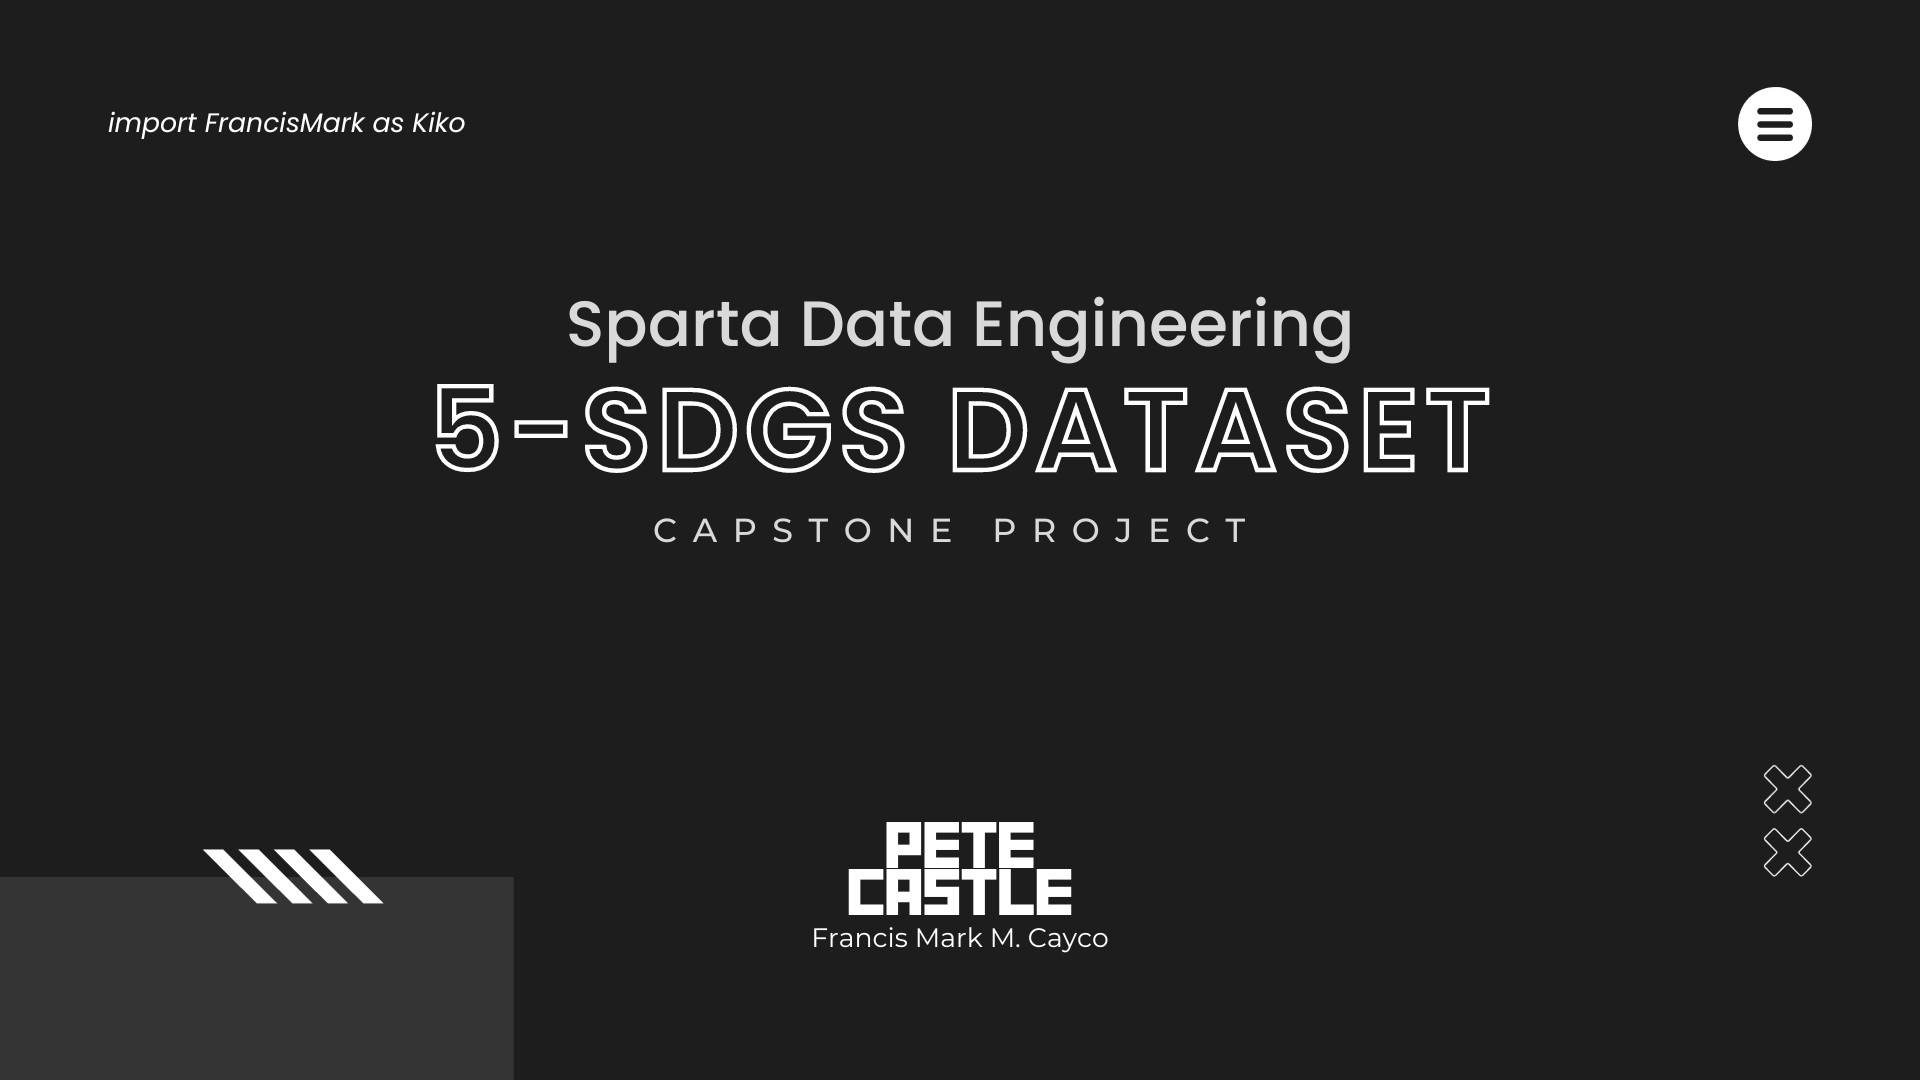 import FrancisMark as Kiko
Sparta Data Engineering
5-SDGS DATASET
CAPSTONE PROJECT
PETE
CASTLE
Francis Mark M. Cayco